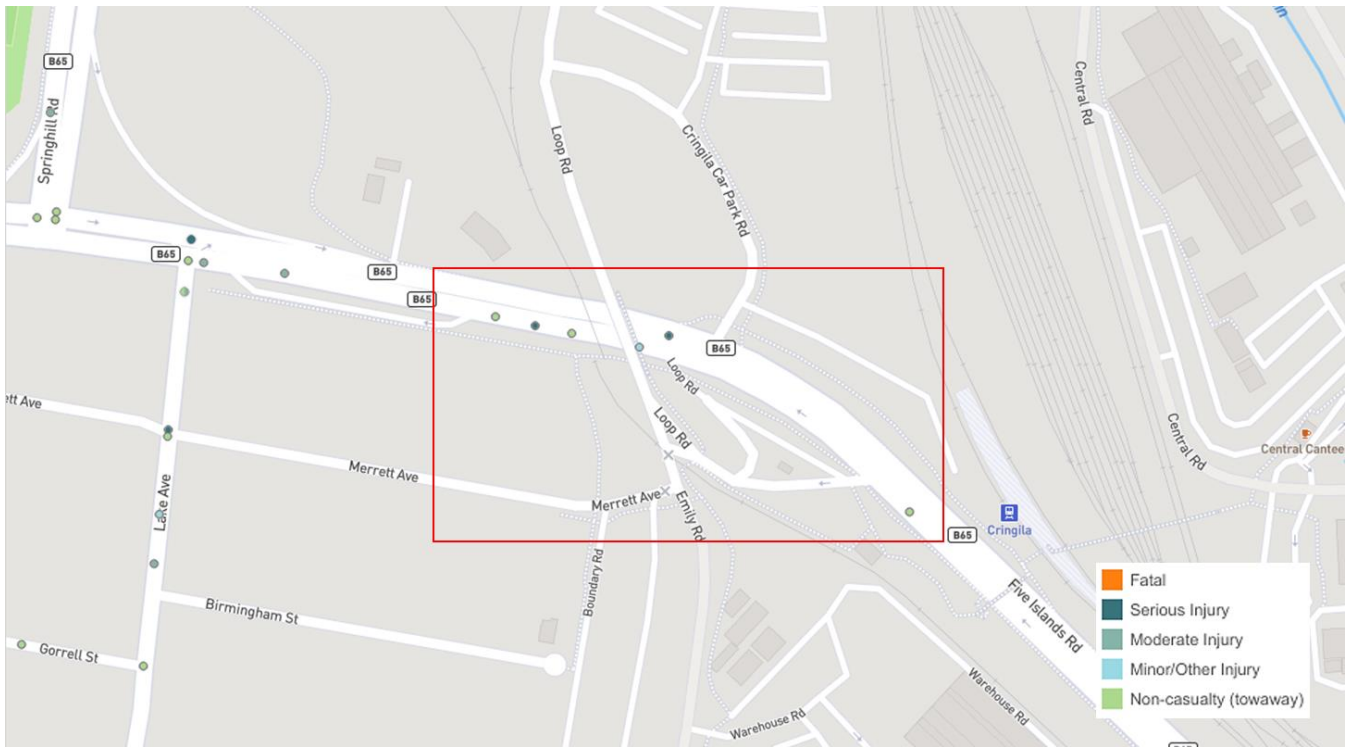 B65
Central Rd
Springhill Rd
Loop Rd
Cringila Car Park Rd
B65
B65
B65
B65
Loop Rd
ett Ave
Loop Rd
Central Rd
Central Cantee
Merrett Ave
Lake Ave
Merrett Ave
Emily Rd
Cringila
B65
Boundary Rd
Five Islands Rd
Birmingham St
Gorrell St
Warehouse Rd
Warehouse Rd
Fatal
Serious Injury
Moderate Injury
Minor/Other Injury
Non-casualty (towaway)